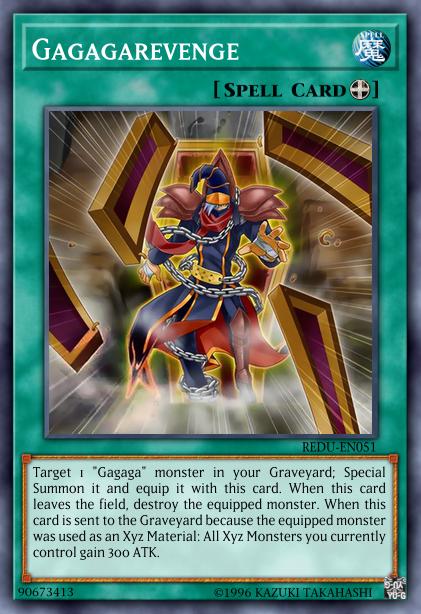 GAGAGAREVENGE
SPELL
魔
[SPELL CARD]
REDU-EN051
Target 1 "Gagaga" monster in your Graveyard; Special
Summon it and equip it with this card. When this card
leaves the field, destroy the equipped monster. When this
card is sent to the Graveyard because the equipped monster
was used as an Xyz Material: All Xyz Monsters you currently
control gain 300 ATK.
90673413
©1996 KAZUKI TAKAHASHI